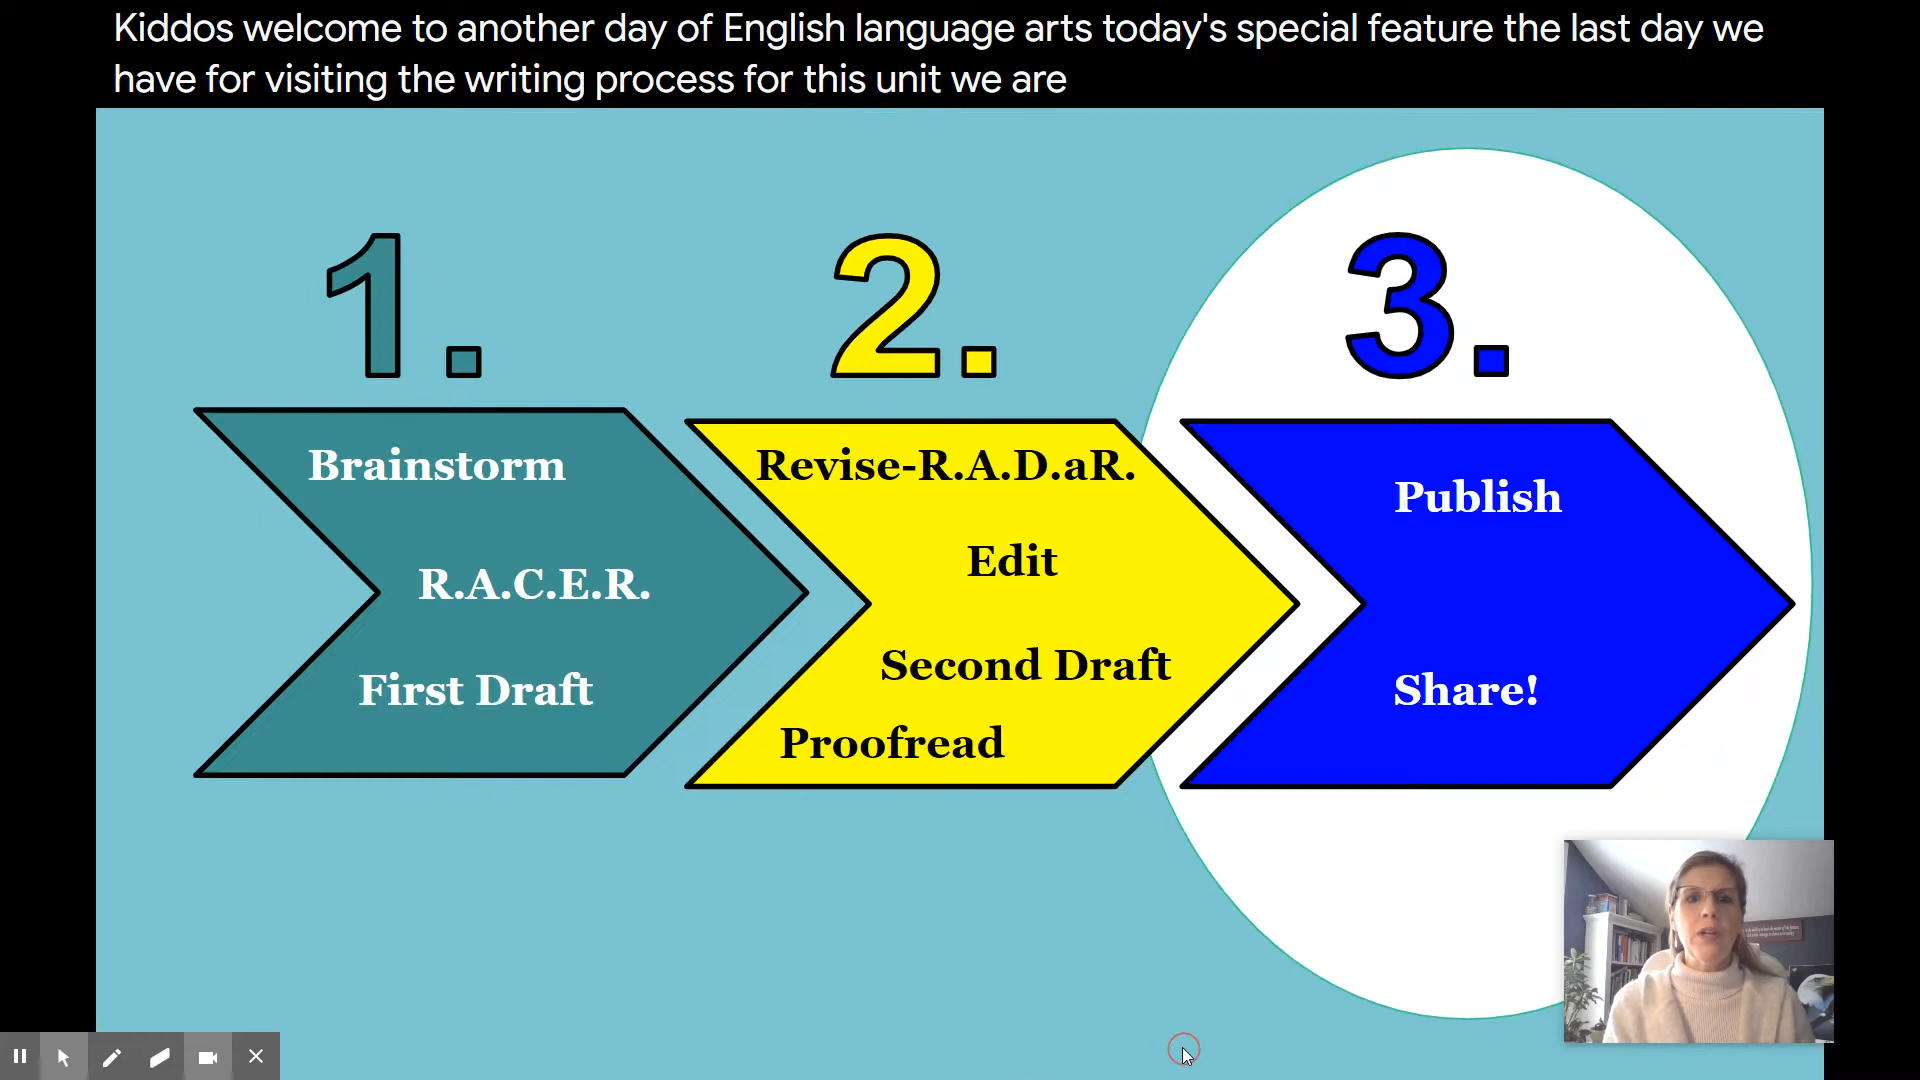 Kiddos welcome to another day of English language arts today's special feature the last day we
have for visiting the writing process for this unit we are
1.
Brainstorm
R.A.C.E.R.
First Draft
2.
Revise-R.A.D.aR.
Edit
Second Draft
Proofread
3.
Publish
Share!